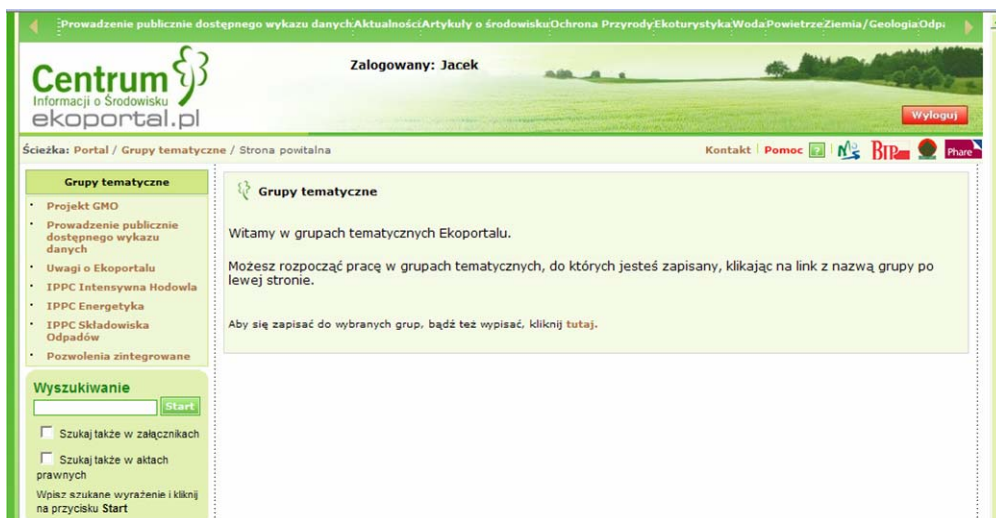 Prowadzenie publicznie dostępnego wykazu danych Aktualności Artykuły o środowisku Ochrona Przyrody Ekoturystyka Woda Powietrze Ziemia/Geologia Odpa
Centrum
Informacji o Środowisku
ekoportal.pl
Zalogowany: Jacek
Wyloguj
Ścieżka: Portal / Grupy tematyczne / Strona powitalna
Kontakt Pomoc ? MŚ BIP Phare
Grupy tematyczne
Projekt GMO
Prowadzenie publicznie
dostępnego wykazu
danych
Uwagi o Ekoportalu
IPPC Intensywna Hodowla
IPPC Energetyka
IPPC Składowiska
Odpadów
Pozwolenia zintegrowane
Wyszukiwanie
Start
Szukaj także w załącznikach
Szukaj także w aktach
prawnych
Wpisz szukane wyrażenie i kliknij
na przycisku Start
Grupy tematyczne
Witamy w grupach tematycznych Ekoportalu.
Możesz rozpocząć pracę w grupach tematycznych, do których jesteś zapisany, klikając na link z nazwą grupy po
lewej stronie.
Aby się zapisać do wybranych grup, bądź też wypisać, kliknij tutaj.